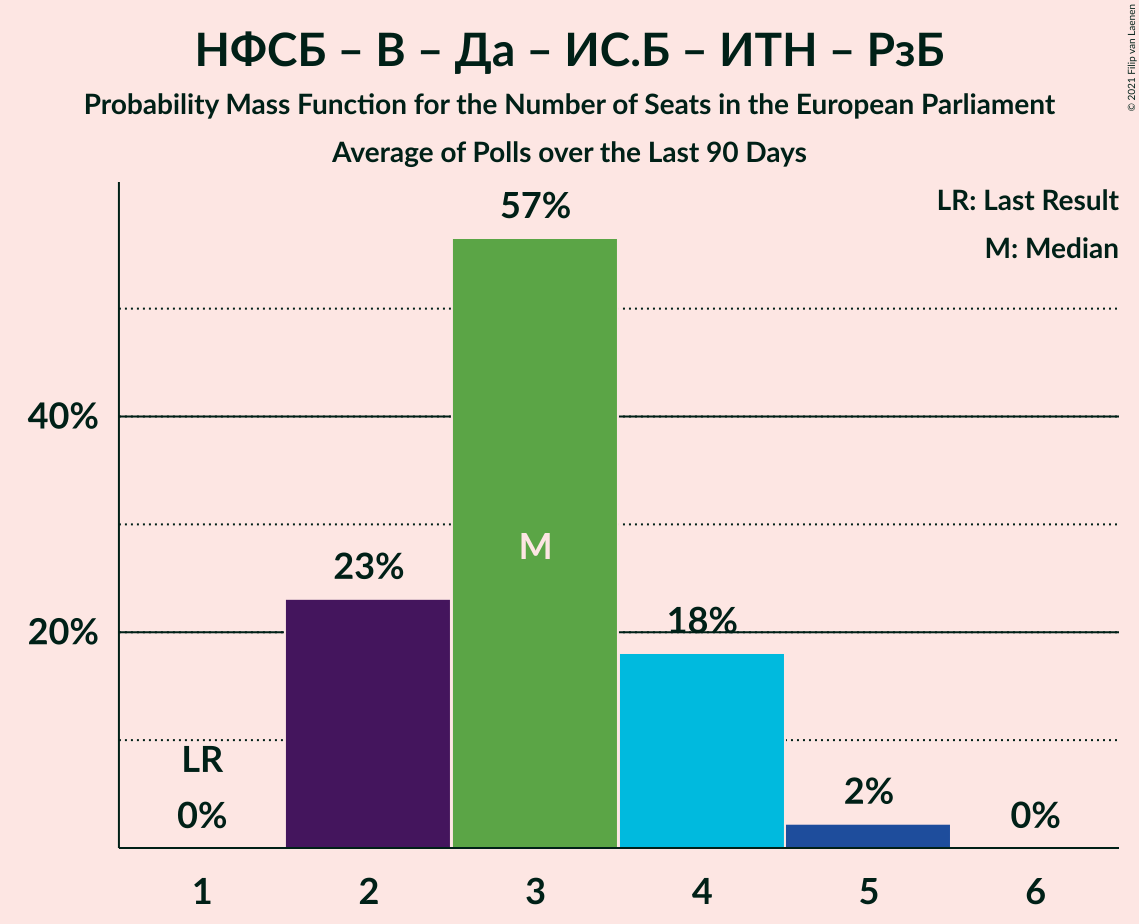 НФСБ – В – Да – ИС.Б – ИТН – РзБ
Probability Mass Function for the Number of Seats in the European Parliament
Average of Polls over the Last 90 Days
© 2021 Filip van Laenen
LR: Last Result
M: Median
57%
40%
M
23%
18%
20%
LR
0%
2%
0%
1 2 3 4 5 6